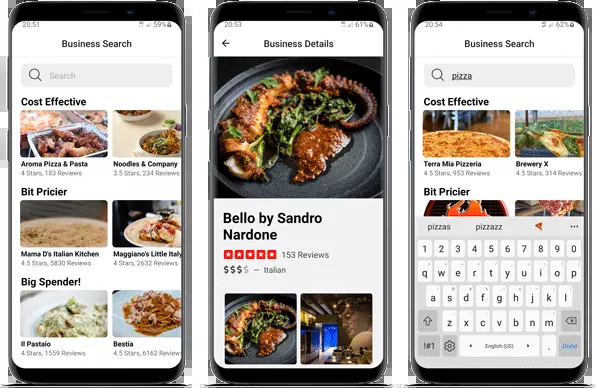 20:51
59%
Business Search
Search
Cost Effective
Aroma Pizza & Pasta
4 Stars, 183 Reviews
Noodles & Company
3.5 Stars, 234 Reviews
Bit Pricier
Mama D's Italian Kitchen
4.5 Stars, 5830 Reviews
Maggiano's Little Italy
4 Stars, 2632 Reviews
Big Spender!
Il Pastaio
4 Stars, 1559 Reviews
Bestia
4.5 Stars, 6162 Reviews
20:53
61%
Business Details
Bello by Sandro
Nardone
153 Reviews
$$$$ – Italian
20:54
62%
Business Search
pizza
Cost Effective
Terra Mia Pizzeria
4.5 Stars, 953 Reviews
Brewery X
4.5 Stars, 314 Reviews
Bit Pricier
pizzas pizzazz
1 2 3 4 5 6 7 8 9 0
q w e r t y u i o p
a s d f g h j k l
z x c v b n m
!#1 , English (US) . Done